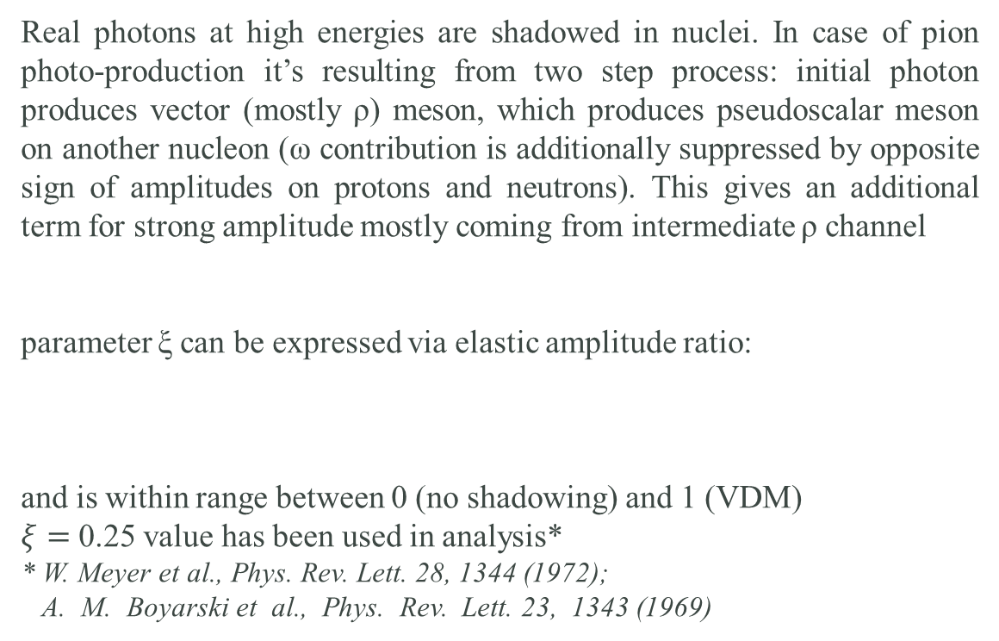 Real photons at high energies are shadowed in nuclei. In case of pion
photo-production it’s resulting from two step process: initial photon
produces vector (mostly ρ) meson, which produces pseudoscalar meson
on another nucleon (ω contribution is additionally suppressed by opposite
sign of amplitudes on protons and neutrons). This gives an additional
term for strong amplitude mostly coming from intermediate ρ channel
parameter ξ can be expressed via elastic amplitude ratio:
and is within range between 0 (no shadowing) and 1 (VDM)
ξ = 0.25 value has been used in analysis*
* W. Meyer et al., Phys. Rev. Lett. 28, 1344 (1972);
A. M. Boyarski et al., Phys. Rev. Lett. 23, 1343 (1969)